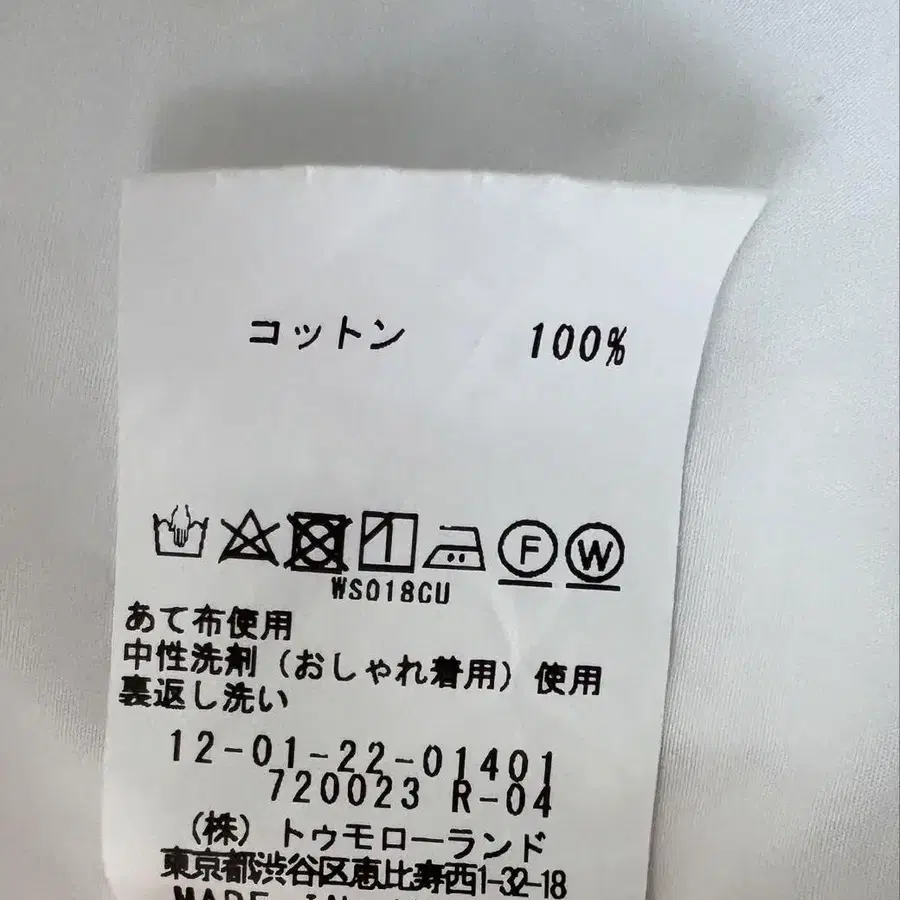 コットン 100%
F W
WS018CU
あて布使用
中性洗剤（おしゃれ着用）使用
裏返し洗い
12-01-22-01401
720023 R-04
（株）トゥモローランド
東京都渋谷区恵比寿西1-32-18
MADE IN